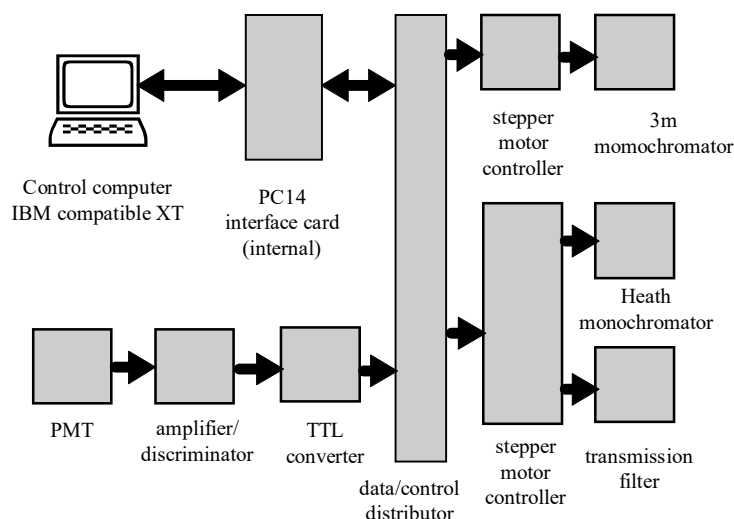 stepper
motor
controller
3m
momochromator
Control computer
IBM compatible XT
PC14
interface card
(internal)
Heath
monochromator
PMT
amplifier/
discriminator
TTL
converter
data/control
distributor
stepper
motor
controller
transmission
filter